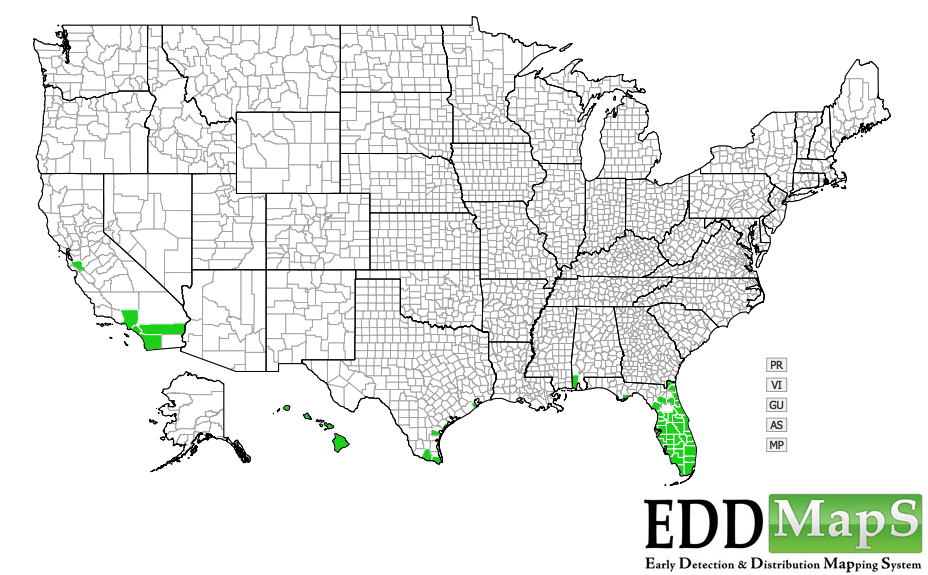 PR
VI
GU
AS
MP
EDDMapS
Early Detection & Distribution Mapping System